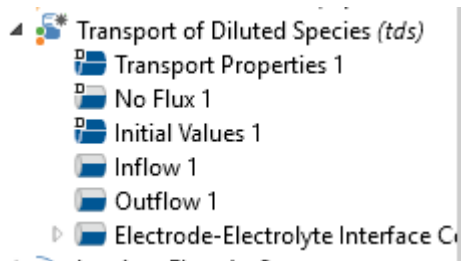 Transport of Diluted Species (tds)
D Transport Properties 1
D No Flux 1
D Initial Values 1
Inflow 1
Outflow 1
Electrode-Electrolyte Interface